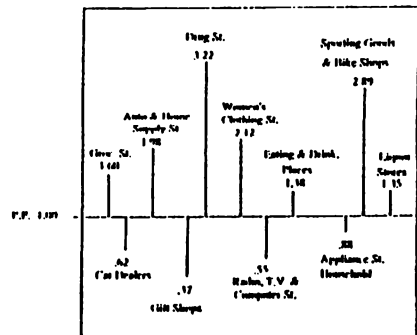 Drug St.
3.22
Sporting Goods
& Bike Shops
2.89
Auto & Home
Supply St.
1.98
Women's
Clothing St.
2.12
Groc. St.
1.60
Eating & Drink.
Places
1.38
Liquor
Stores
1.35
P.P. 1.00
.62
Car Dealers
.37
Gift Shops
.55
Radio, T.V. &
Computer St.
.88
Appliance St.
Household